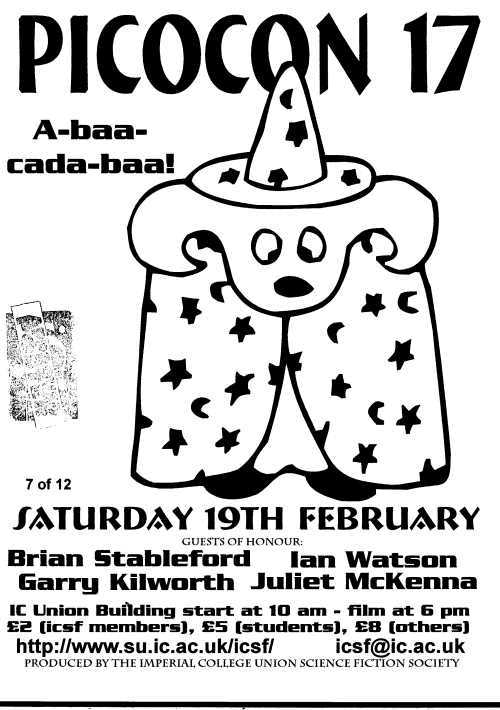 PICOCON 17
A-baa-
cada-baa!
7 of 12
SATURDAY 19TH FEBRUARY
GUESTS OF HONOUR:
Brian Stableford Ian Watson
Garry Kilworth Juliet McKenna
IC Union Building start at 10 am - film at 6 pm
£2 (icsf members), £5 (students), £8 (others)
http://www.su.ic.ac.uk/icsf/ icsf@ic.ac.uk
PRODUCED BY THE IMPERIAL COLLEGE UNION SCIENCE FICTION SOCIETY